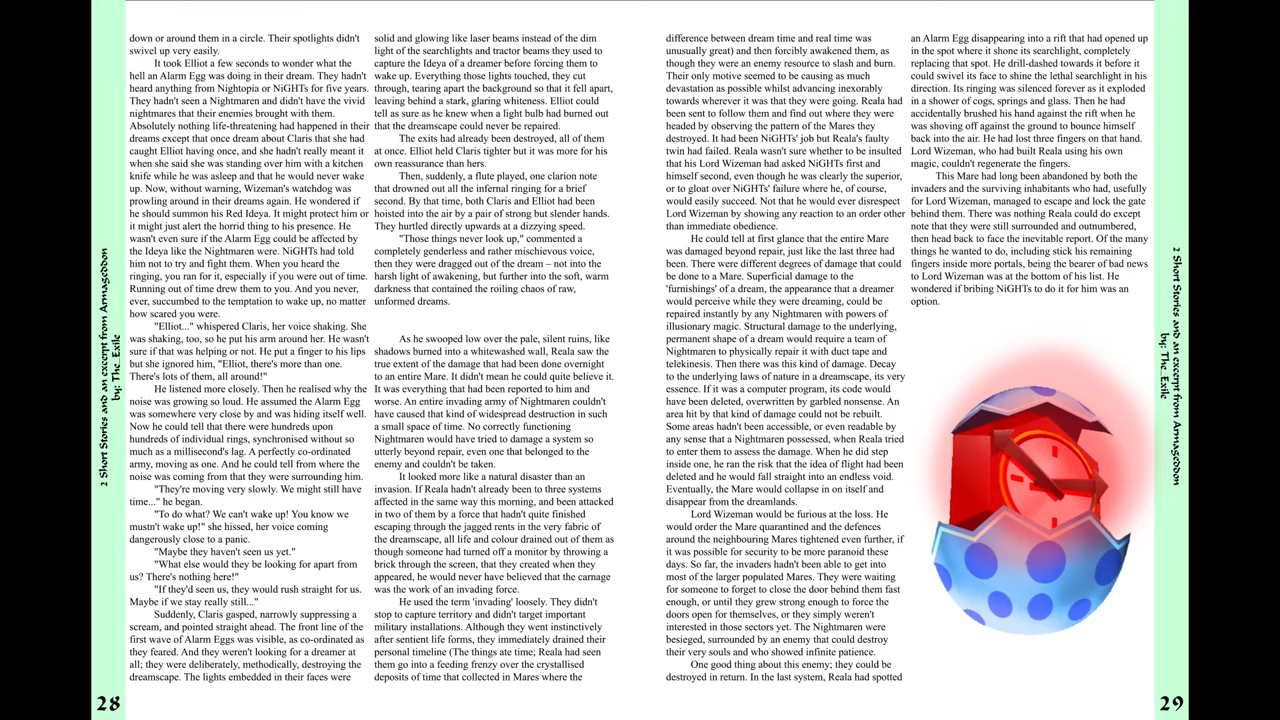 down or around them in a circle. Their spotlights didn't
swivel up very easily.
It took Elliot a few seconds to wonder what the
hell an Alarm Egg was doing in their dream. They hadn't
heard anything from Nightopia or NiGHTS for five years.
They hadn't seen a Nightmaren and didn't have the vivid
nightmares that their enemies brought with them.
Absolutely nothing life-threatening had happened in their
dreams except that once dream about Claris that she had
caught Elliot having once, and she hadn't really meant it
when she said she was standing over him with a kitchen
knife while he was asleep and that he would never wake
up. Now, without warning, Wizeman's watchdog was
prowling around in their dreams again. He wondered if
he should summon his Red Ideya. It might protect him or
it might just alert the horrid thing to his presence. He
wasn't even sure if the Alarm Egg could be affected by
the Ideya like the Nightmaren were. NiGHTS had told
him not to try and fight them. When you heard the
ringing, you ran for it, especially if you were out of time.
Running out of time drew them to you. And you never,
ever, succumbed to the temptation to wake up, no matter
how scared you were.
"Elliot..." whispered Claris, her voice shaking. She
was shaking, too, so he put his arm around her. He wasn't
sure if that was helping or not. He put a finger to his lips
but she ignored him, "Elliot, there's more than one.
There's lots of them, all around!"
He listened more closely. Then he realised why the
noise was growing so loud. He assumed the Alarm Egg
was somewhere very close by and was hiding itself well.
Now he could tell that there were hundreds upon
hundreds of individual rings, synchronised without so
much as a millisecond's lag. A perfectly co-ordinated
army, moving as one. And he could tell from where the
noise was coming from that they were surrounding him.
"They're moving very slowly. We might still have
time..." he began.
"To do what? We can't wake up! You know we
mustn't wake up!" she hissed, her voice coming
dangerously close to a panic.
"Maybe they haven't seen us yet."
"What else would they be looking for apart from
us? There's nothing here!"
"If they'd seen us, they would rush straight for us.
Maybe if we stay really still..."
Suddenly, Claris gasped, narrowly suppressing a
scream, and pointed straight ahead. The front line of the
first wave of Alarm Eggs was visible, as co-ordinated as
they feared. And they weren't looking for a dreamer at
all; they were deliberately, methodically, destroying the
dreamscape. The lights embedded in their faces were
solid and glowing like laser beams instead of the dim
light of the searchlights and tractor beams they used to
capture the Ideya of a dreamer before forcing them to
wake up. Everything those lights touched, they cut
through, tearing apart the background so that it fell apart,
leaving behind a stark, glaring whiteness. Elliot could
tell as sure as he knew when a light bulb had burned out
that the dreamscape could never be repaired.
The exits had already been destroyed, all of them
at once. Elliot held Claris tighter but it was more for his
own reassurance than hers.
Then, suddenly, a flute played, one clarion note
that drowned out all the infernal ringing for a brief
second. By that time, both Claris and Elliot had been
hoisted into the air by a pair of strong but slender hands.
They hurtled directly upwards at a dizzying speed.
"Those things never look up," commented a
completely genderless and rather mischievous voice,
then they were dragged out of the dream – not into the
harsh light of awakening, but further into the soft, warm
darkness that contained the roiling chaos of raw,
unformed dreams.
As he swooped low over the pale, silent ruins, like
shadows burned into a whitewashed wall, Reala saw the
true extent of the damage that had been done overnight
to an entire Mare. It didn't mean he could quite believe it.
It was everything that had been reported to him and
worse. An entire invading army of Nightmaren couldn't
have caused that kind of widespread destruction in such
a small space of time. No correctly functioning
Nightmaren would have tried to damage a system so
utterly beyond repair, even one that belonged to the
enemy and couldn't be taken.
It looked more like a natural disaster than an
invasion. If Reala hadn't already been to three systems
affected in the same way this morning, and been attacked
in two of them by a force that hadn't quite finished
escaping through the jagged rents in the very fabric of
the dreamscape, all life and colour drained out of them as
though someone had turned off a monitor by throwing a
brick through the screen, that they created when they
appeared, he would never have believed that the carnage
was the work of an invading force.
He used the term 'invading' loosely. They didn't
stop to capture territory and didn't target important
military installations. Although they went instinctively
after sentient life forms, they immediately drained their
personal timeline (The things ate time; Reala had seen
them go into a feeding frenzy over the crystallised
deposits of time that collected in Mares where the
difference between dream time and real time was
unusually great) and then forcibly awakened them, as
though they were an enemy resource to slash and burn.
Their only motive seemed to be causing as much
devastation as possible whilst advancing inexorably
towards wherever it was that they were going. Reala had
been sent to follow them and find out where they were
headed by observing the pattern of the Mares they
destroyed. It had been NiGHTs' job but Reala's faulty
twin had failed. Reala wasn't sure whether to be insulted
that his Lord Wizeman had asked NiGHTs first and
himself second, even though he was clearly the superior,
or to gloat over NiGHTs' failure where he, of course,
would easily succeed. Not that he would ever disrespect
Lord Wizeman by showing any reaction to an order other
than immediate obedience.
He could tell at first glance that the entire Mare
was damaged beyond repair, just like the last three had
been. There were different degrees of damage that could
be done to a Mare. Superficial damage to the
'furnishings' of a dream, the appearance that a dreamer
would perceive while they were dreaming, could be
repaired instantly by any Nightmaren with powers of
illusionary magic. Structural damage to the underlying,
permanent shape of a dream would require a team of
Nightmaren to physically repair it with duct tape and
telekinesis. Then there was this kind of damage. Decay
to the underlying laws of nature in a dreamscape, its very
essence. If it was a computer program, its code would
have been deleted, overwritten by garbled nonsense. An
area hit by that kind of damage could not be rebuilt.
Some areas hadn't been accessible, or even readable by
any sense that a Nightmaren possessed, when Reala tried
to enter them to assess the damage. When he did step
inside one, he ran the risk that the idea of flight had been
deleted and he would fall straight into an endless void.
Eventually, the Mare would collapse in on itself and
disappear from the dreamlands.
Lord Wizeman would be furious at the loss. He
would order the Mare quarantined and the defences
around the neighbouring Mares tightened even further, if
it was possible for security to be more paranoid these
days. So far, the invaders hadn't been able to get into
most of the larger populated Mares. They were waiting
for someone to forget to close the door behind them fast
enough, or until they grew strong enough to force the
doors open for themselves, or they simply weren't
interested in those sectors yet. The Nightmaren were
besieged, surrounded by an enemy that could destroy
their very souls and who showed infinite patience.
One good thing about this enemy; they could be
destroyed in return. In the last system, Reala had spotted
an Alarm Egg disappearing into a rift that had opened up
in the spot where it shone its searchlight, completely
replacing that spot. He drill-dashed towards it before it
could swivel its face to shine the lethal searchlight in his
direction. Its ringing was silenced forever as it exploded
in a shower of cogs, springs and glass. Then he had
accidentally brushed his hand against the rift when he
was shoving off against the ground to bounce himself
back into the air. He lost three fingers on that hand.
Lord Wizeman, who had built Reala using his own
magic, couldn't regenerate the fingers.
This Mare had long been abandoned by both the
invaders and the surviving inhabitants who had, usefully
for Lord Wizeman, managed to escape and lock the gate
behind them. There was nothing Reala could do except
note that they were still surrounded and outnumbered,
then head back to face the inevitable report. Of the many
things he wanted to do, including stick his remaining
fingers inside more portals, being the bearer of bad news
to Lord Wizeman was at the bottom of his list. He
wondered if bribing NiGHTs to do it for him was an
option.
2 Short Stories and an excerpt from Armageddon
by: The_Exile
28
2 Short Stories and an excerpt from Armageddon
by: The_Exile
29